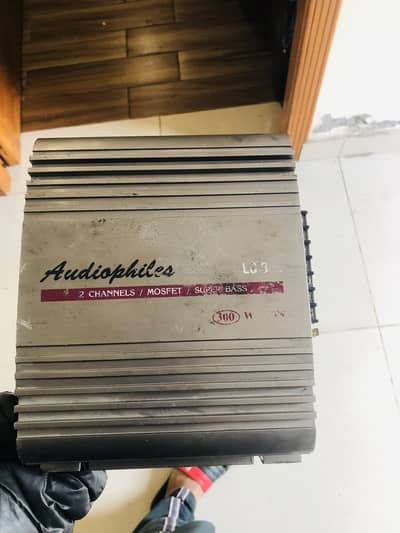 Audiophiles
2 CHANNELS / MOSFET / SUPER BASS
300